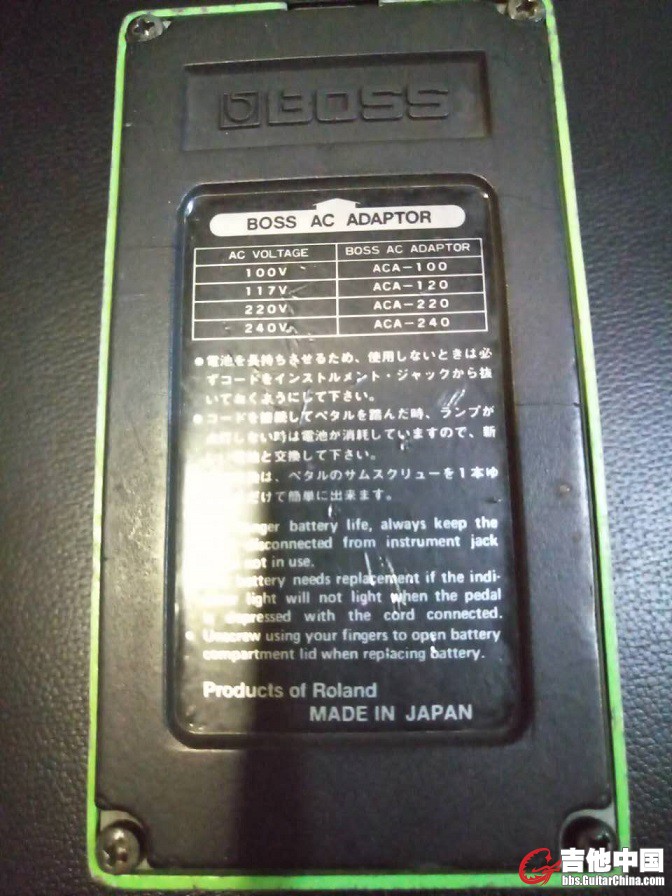 BOSS
BOSS AC ADAPTOR
AC VOLTAGE BOSS AC ADAPTOR
100V ACA-100
117V ACA-120
220V ACA-220
240V ACA-240
●電池を長持ちさせるため、使用しないときは必
ずコードをインストルメント・ジャックから抜
いておくようにして下さい。
●コードを接続してペタルを踏んだ時、ランプが
点灯しない時は電池が消耗していますので、新
しい電池と交換して下さい。
は、ペタルのサムスクリューを1本ゆ
だけで簡単に出来ます。
battery life, always keep the
disconnected from instrument jack
not in use.
battery needs replacement if the indi-
light will not light when the pedal
is depressed with the cord connected.
● Unscrew using your fingers to open battery
compartment lid when replacing battery.
Products of Roland
MADE IN JAPAN
吉他中国
bbs.GuitarChina.com